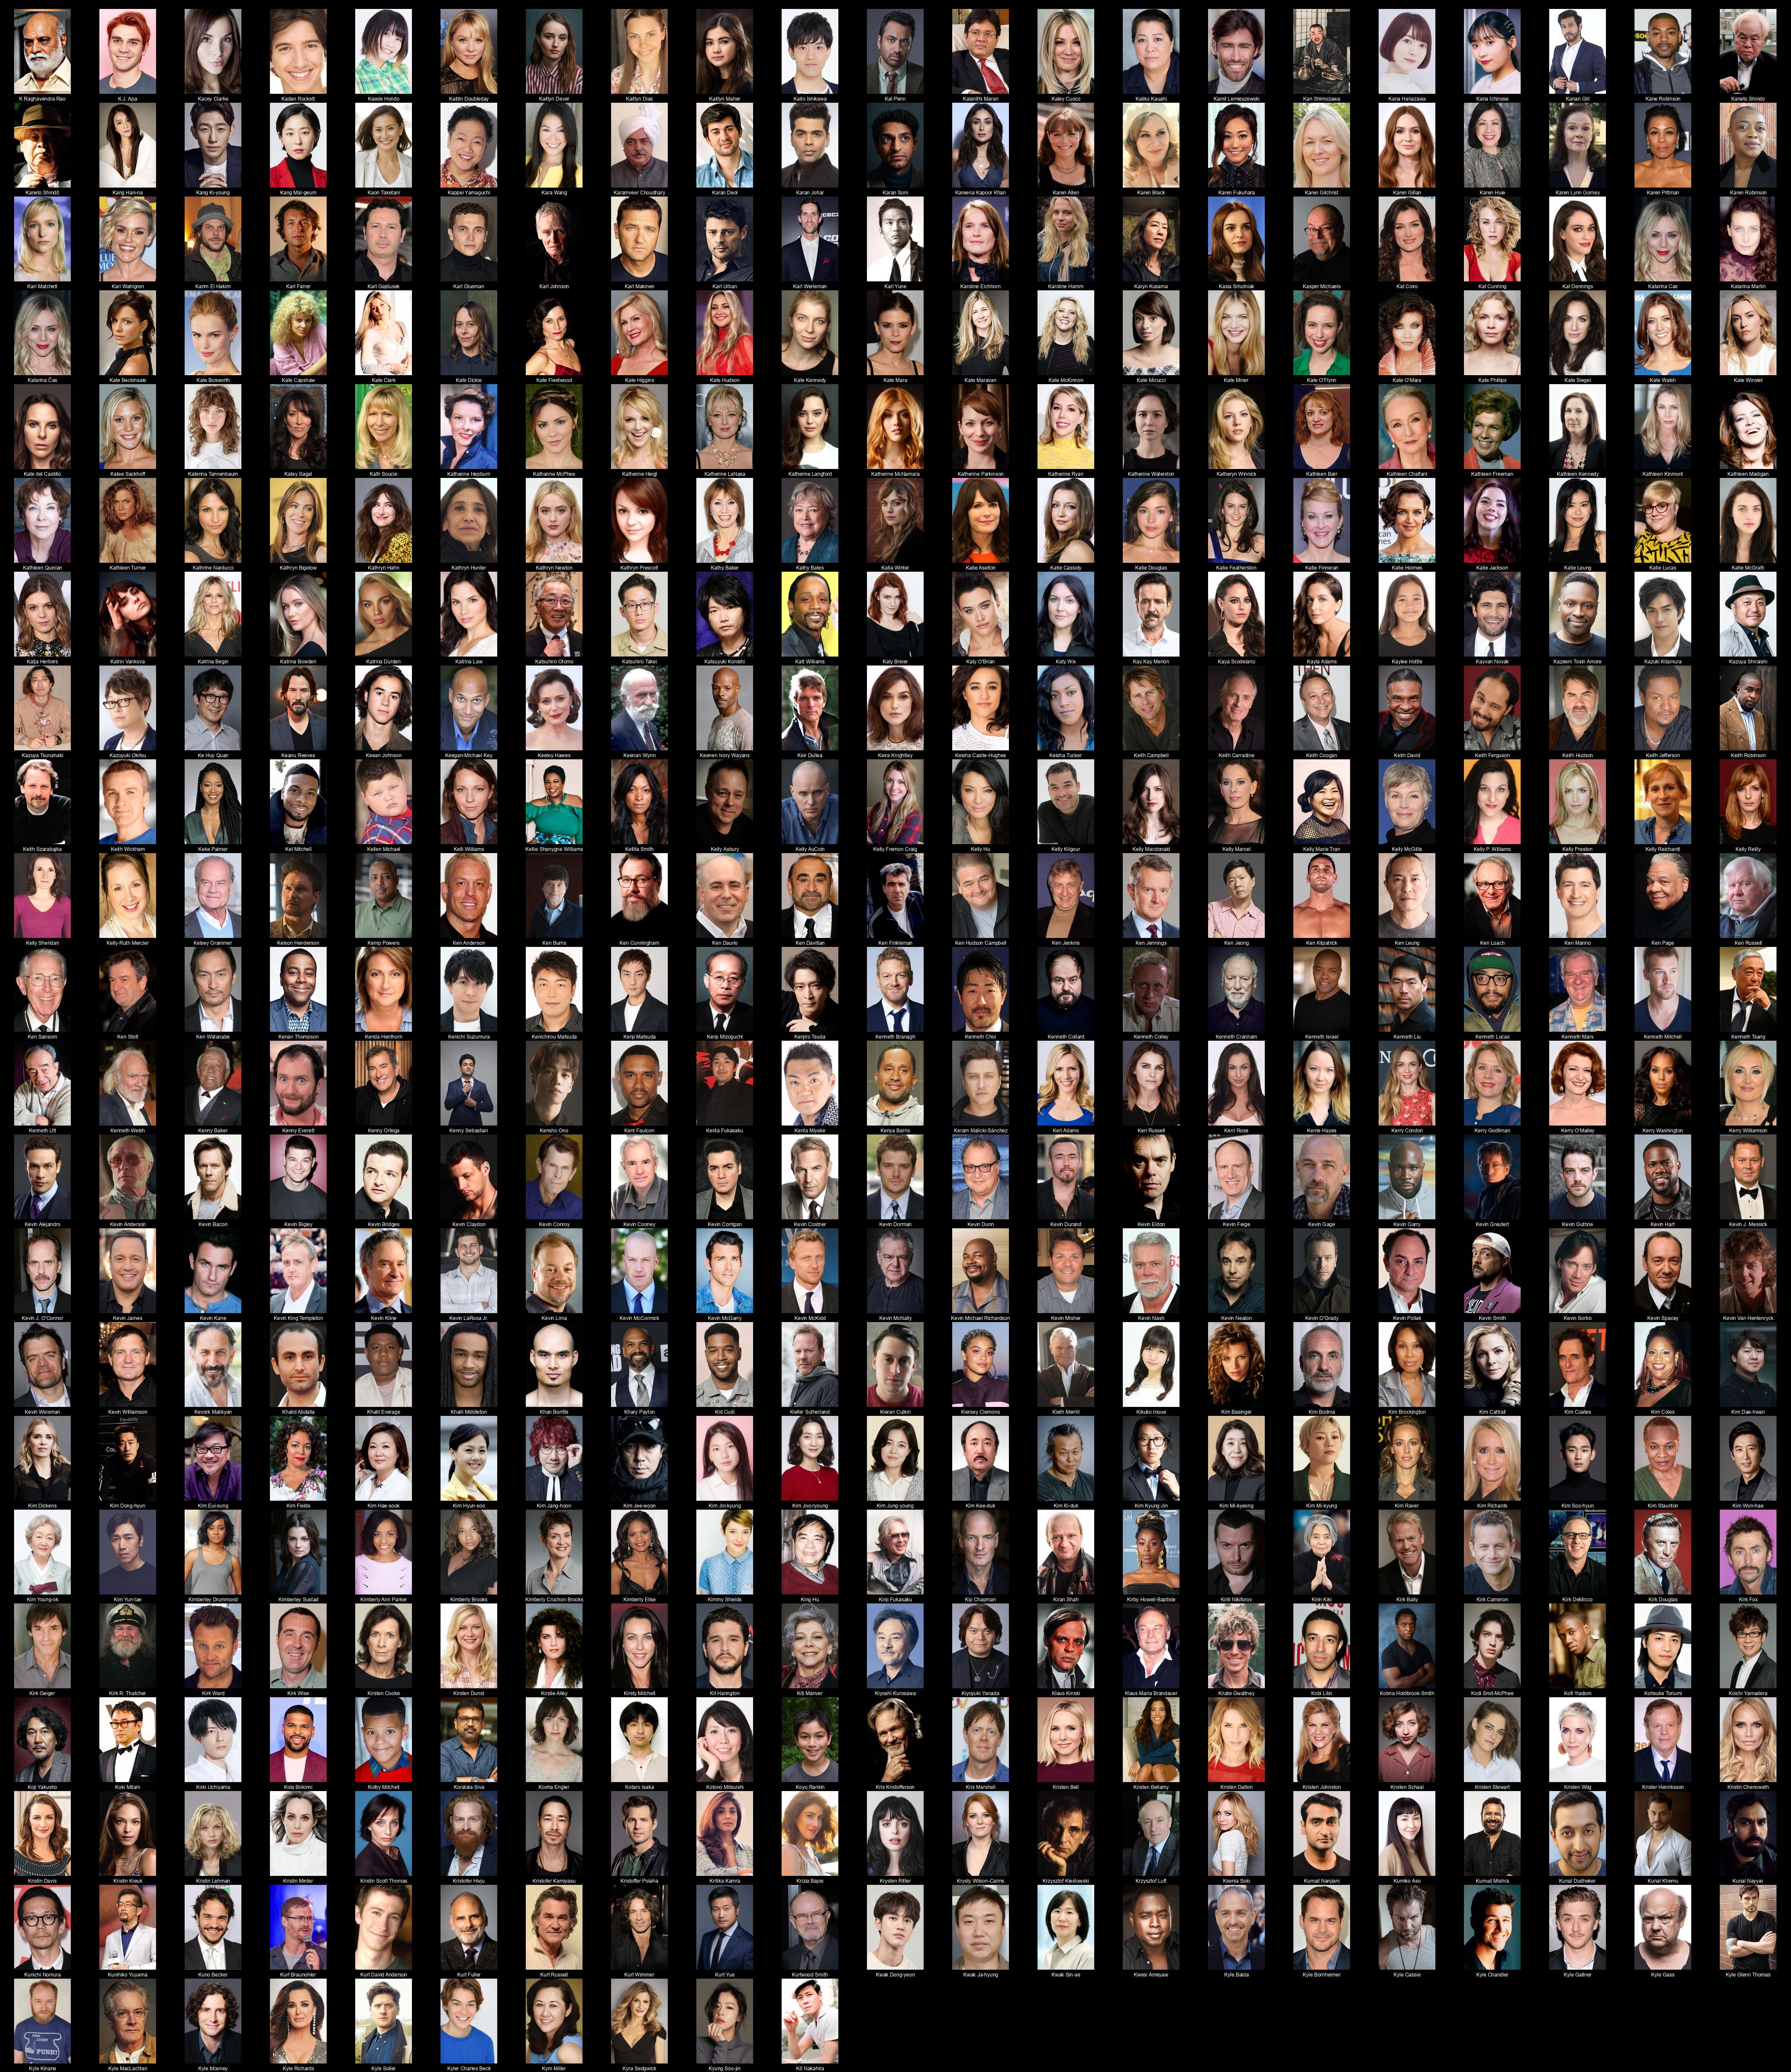 K Raghavendra Rao K.J. Apa Kacey Clarke Kadan Rockett Kaede Hondo Kaitlin Doubleday Kaitlyn Dever Kaitlyn Dias Kaitlyn Maher Kaito Ishikawa Kal Penn Kalanithi Maran Kaley Cuoco Kaliko Kauahi Kamil Lemieszewski Kan Shimozawa Kana Hanazawa Kana Ichinose Kanan Gill Kane Robinson Kaneto Shindo
Kaneto Shindō Kang Han-na Kang Ki-young Kang Mal-geum Kaori Taketani Kappei Yamaguchi Kara Wang Karamveer Choudhary Karan Deol Karan Johar Karan Soni Kareena Kapoor Khan Karen Allen Karen Black Karen Fukuhara Karen Gilchrist Karen Gillan Karen Huie Karen Lynn Gorney Karen Pittman Karen Robinson
Kari Matchett Kari Wahlgren Karim El Hakim Karl Farrer Karl Gajdusek Karl Glusman Karl Johnson Karl Makinen Karl Urban Karl Werleman Karl Yune Karoline Eichhorn Karoline Hamm Karyn Kusama Kasia Smutniak Kasper Michaels Kat Coiro Kat Cunning Kat Dennings Katarina Cas Katarina Martin
Katarina Čas Kate Beckinsale Kate Bosworth Kate Capshaw Kate Clark Kate Dickie Kate Fleetwood Kate Higgins Kate Hudson Kate Kennedy Kate Mara Kate Maravan Kate McKinnon Kate Micucci Kate Miner Kate O'Flynn Kate O'Mara Kate Phillips Kate Siegel Kate Walsh Kate Winslet
Kate del Castillo Katee Sackhoff Katerina Tannenbaum Katey Sagal Kath Soucie Katharine Hepburn Katharine McPhee Katherine Heigl Katherine LaNasa Katherine Langford Katherine McNamara Katherine Parkinson Katherine Ryan Katherine Waterston Katheryn Winnick Kathleen Barr Kathleen Chalfant Kathleen Freeman Kathleen Kennedy Kathleen Kinmont Kathleen Madigan
Kathleen Quinlan Kathleen Turner Kathrine Narducci Kathryn Bigelow Kathryn Hahn Kathryn Hunter Kathryn Newton Kathryn Prescott Kathy Baker Kathy Bates Katia Winter Katie Aselton Katie Cassidy Katie Douglas Katie Featherston Katie Finneran Katie Holmes Katie Jackson Katie Leung Katie Lucas Katie McGrath
Katja Herbers Katrin Vankova Katrina Begin Katrina Bowden Katrina Durden Katrina Law Katsuhiro Otomo Katsuhiro Takei Katsuyuki Konishi Katt Williams Katy Breier Katy O'Brian Katy Wix Kay Kay Menon Kaya Scodelario Kayla Adams Kaylee Hottle Kayvan Novak Kazeem Tosin Amore Kazuki Kitamura Kazuya Shiraishi
Kazuya Tsurumaki Kazuyuki Okitsu Ke Huy Quan Keanu Reeves Keean Johnson Keegan-Michael Key Keeley Hawes Keenan Wynn Keenen Ivory Wayans Keir Dullea Keira Knightley Keisha Castle-Hughes Keisha Tucker Keith Campbell Keith Carradine Keith Coogan Keith David Keith Ferguson Keith Hudson Keith Jefferson Keith Robinson
Keith Szarabajka Keith Wickham Keke Palmer Kel Mitchell Kellen Michael Kelli Williams Kellie Shanygne Williams Kellita Smith Kelly Asbury Kelly AuCoin Kelly Fremon Craig Kelly Hu Kelly Kilgour Kelly Macdonald Kelly Marcel Kelly Marie Tran Kelly McGillis Kelly P. Williams Kelly Preston Kelly Reichardt Kelly Reilly
Kelly Sheridan Kelly-Ruth Mercier Kelsey Grammer Kelson Henderson Kemp Powers Ken Anderson Ken Burns Ken Cunningham Ken Daurio Ken Davitian Ken Finkleman Ken Hudson Campbell Ken Jenkins Ken Jennings Ken Jeong Ken Kilpatrick Ken Leung Ken Loach Ken Marino Ken Page Ken Russell
Ken Sansom Ken Stott Ken Watanabe Kenan Thompson Kenda Henthorn Kenichi Suzumura Kenichirou Matsuda Kenji Matsuda Kenji Mizoguchi Kenjiro Tsuda Kenneth Branagh Kenneth Choi Kenneth Collard Kenneth Colley Kenneth Cranham Kenneth Israel Kenneth Liu Kenneth Lucas Kenneth Mars Kenneth Mitchell Kenneth Tsang
Kenneth Utt Kenneth Welsh Kenny Baker Kenny Everett Kenny Ortega Kenny Sebastian Kensho Ono Kent Faulcon Kenta Fukasaku Kenta Miyake Kenya Barris Keram Malicki-Sánchez Keri Adams Keri Russell Kerri Rose Kerrie Hayes Kerry Condon Kerry Godliman Kerry O'Malley Kerry Washington Kerry Williamson
Kevin Alejandro Kevin Anderson Kevin Bacon Kevin Bigley Kevin Bridges Kevin Claydon Kevin Conroy Kevin Cooney Kevin Corrigan Kevin Costner Kevin Dorman Kevin Dunn Kevin Durand Kevin Eldon Kevin Feige Kevin Gage Kevin Garry Kevin Greutert Kevin Guthrie Kevin Hart Kevin J. Messick
Kevin J. O'Connor Kevin James Kevin Kane Kevin King Templeton Kevin Kline Kevin LaRosa Jr. Kevin Lima Kevin McCormick Kevin McGarry Kevin McKidd Kevin McNally Kevin Michael Richardson Kevin Misher Kevin Nash Kevin Nealon Kevin O'Grady Kevin Pollak Kevin Smith Kevin Sorbo Kevin Spacey Kevin Van Hentenryck
Kevin Weisman Kevin Williamson Kevork Malikyan Khalid Abdalla Khalil Everage Khalil Middleton Khan Bonfils Khary Payton Kid Cudi Kiefer Sutherland Kieran Culkin Kiersey Clemons Kieth Merrill Kikuko Inoue Kim Basinger Kim Bodnia Kim Brockington Kim Cattrall Kim Coates Kim Coles Kim Dae-hwan
Kim Dickens Kim Dong-hyun Kim Eui-sung Kim Fields Kim Hae-sook Kim Hyun-soo Kim Jang-hoon Kim Jee-woon Kim Jin-kyung Kim Joo-ryoung Kim Jung-young Kim Kee-duk Kim Ki-duk Kim Kyung-Jin Kim Mi-kyeong Kim Mi-kyung Kim Raver Kim Richards Kim Soo-hyun Kim Staunton Kim Won-hae
Kim Young-ok Kim Yun-tae Kimberley Drummond Kimberley Sustad Kimberly Ann Parker Kimberly Brooks Kimberly Cruchon Brooks Kimberly Elise Kimmy Shields King Hu Kinji Fukasaku Kip Chapman Kiran Shah Kirby Howell-Baptiste Kirill Nikiforov Kirin Kiki Kirk Baily Kirk Cameron Kirk DeMicco Kirk Douglas Kirk Fox
Kirk Geiger Kirk R. Thatcher Kirk Ward Kirk Wise Kirsten Cooke Kirsten Dunst Kirstie Alley Kirsty Mitchell Kit Harington Kiti Mánver Kiyoshi Kurosawa Kiyoyuki Yanada Klaus Kinski Klaus Maria Brandauer Knate Gwaltney Kobi Libii Kobna Holdbrook-Smith Kodi Smit-McPhee Kofi Yiadom Kohsuke Toriumi Koichi Yamadera
Koji Yakusho Koki Mitani Koki Uchiyama Kola Bokinni Kolby Mitchell Koratala Siva Kosha Engler Kotaro Isaka Kotono Mitsuishi Koyu Rankin Kris Kristofferson Kris Marshall Kristen Bell Kristen Bellamy Kristen Dalton Kristen Johnston Kristen Schaal Kristen Stewart Kristen Wiig Krister Henriksson Kristin Chenoweth
Kristin Davis Kristin Kreuk Kristin Lehman Kristin Minter Kristin Scott Thomas Kristofer Hivju Kristofer Kamiyasu Kristoffer Polaha Kritika Kamra Krizia Bajos Krysten Ritter Krysty Wilson-Cairns Krzysztof Kieślowski Krzysztof Luft Ksenia Solo Kumail Nanjiani Kumiko Aso Kumud Mishra Kunal Dudheker Kunal Khemu Kunal Nayyar
Kunichi Nomura Kunihiko Yuyama Kuno Becker Kurt Braunohler Kurt David Anderson Kurt Fuller Kurt Russell Kurt Wimmer Kurt Yue Kurtwood Smith Kwak Dong-yeon Kwak Ja-hyung Kwak Sin-ae Kwesi Ameyaw Kyle Balda Kyle Bornheimer Kyle Cassie Kyle Chandler Kyle Gallner Kyle Gass Kyle Glenn Thomas
Kyle Kinane Kyle MacLachlan Kyle Mooney Kyle Richards Kyle Soller Kyler Charles Beck Kym Miller Kyra Sedgwick Kyung Soo-jin KS Nakahira